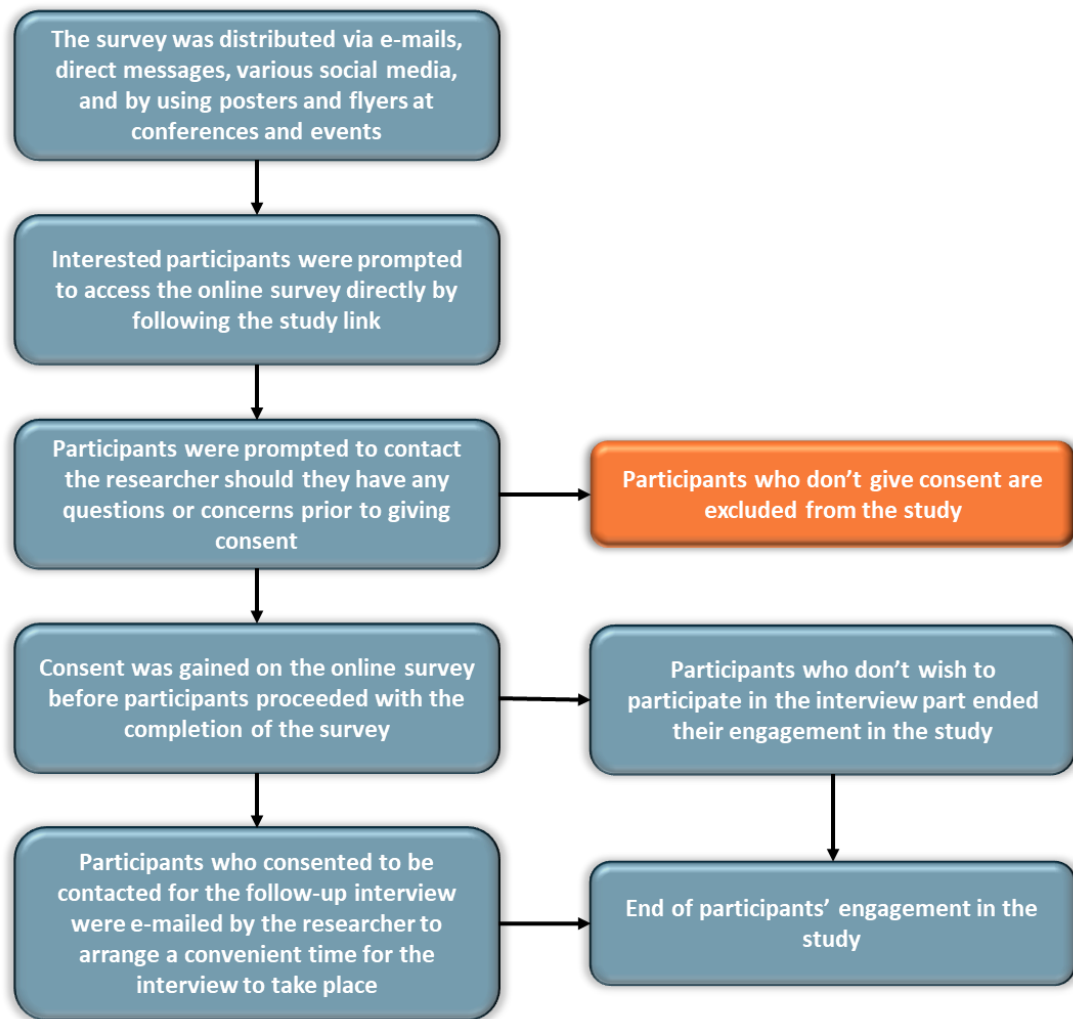 The survey was distributed via e-mails,
direct messages, various social media,
and by using posters and flyers at
conferences and events
Interested participants were prompted
to access the online survey directly by
following the study link
Participants were prompted to contact
the researcher should they have any
questions or concerns prior to giving
consent
Participants who don’t give consent are
excluded from the study
Consent was gained on the online survey
before participants proceeded with the
completion of the survey
Participants who don’t wish to
participate in the interview part ended
their engagement in the study
Participants who consented to be
contacted for the follow-up interview
were e-mailed by the researcher to
arrange a convenient time for the
interview to take place
End of participants’ engagement in the
study